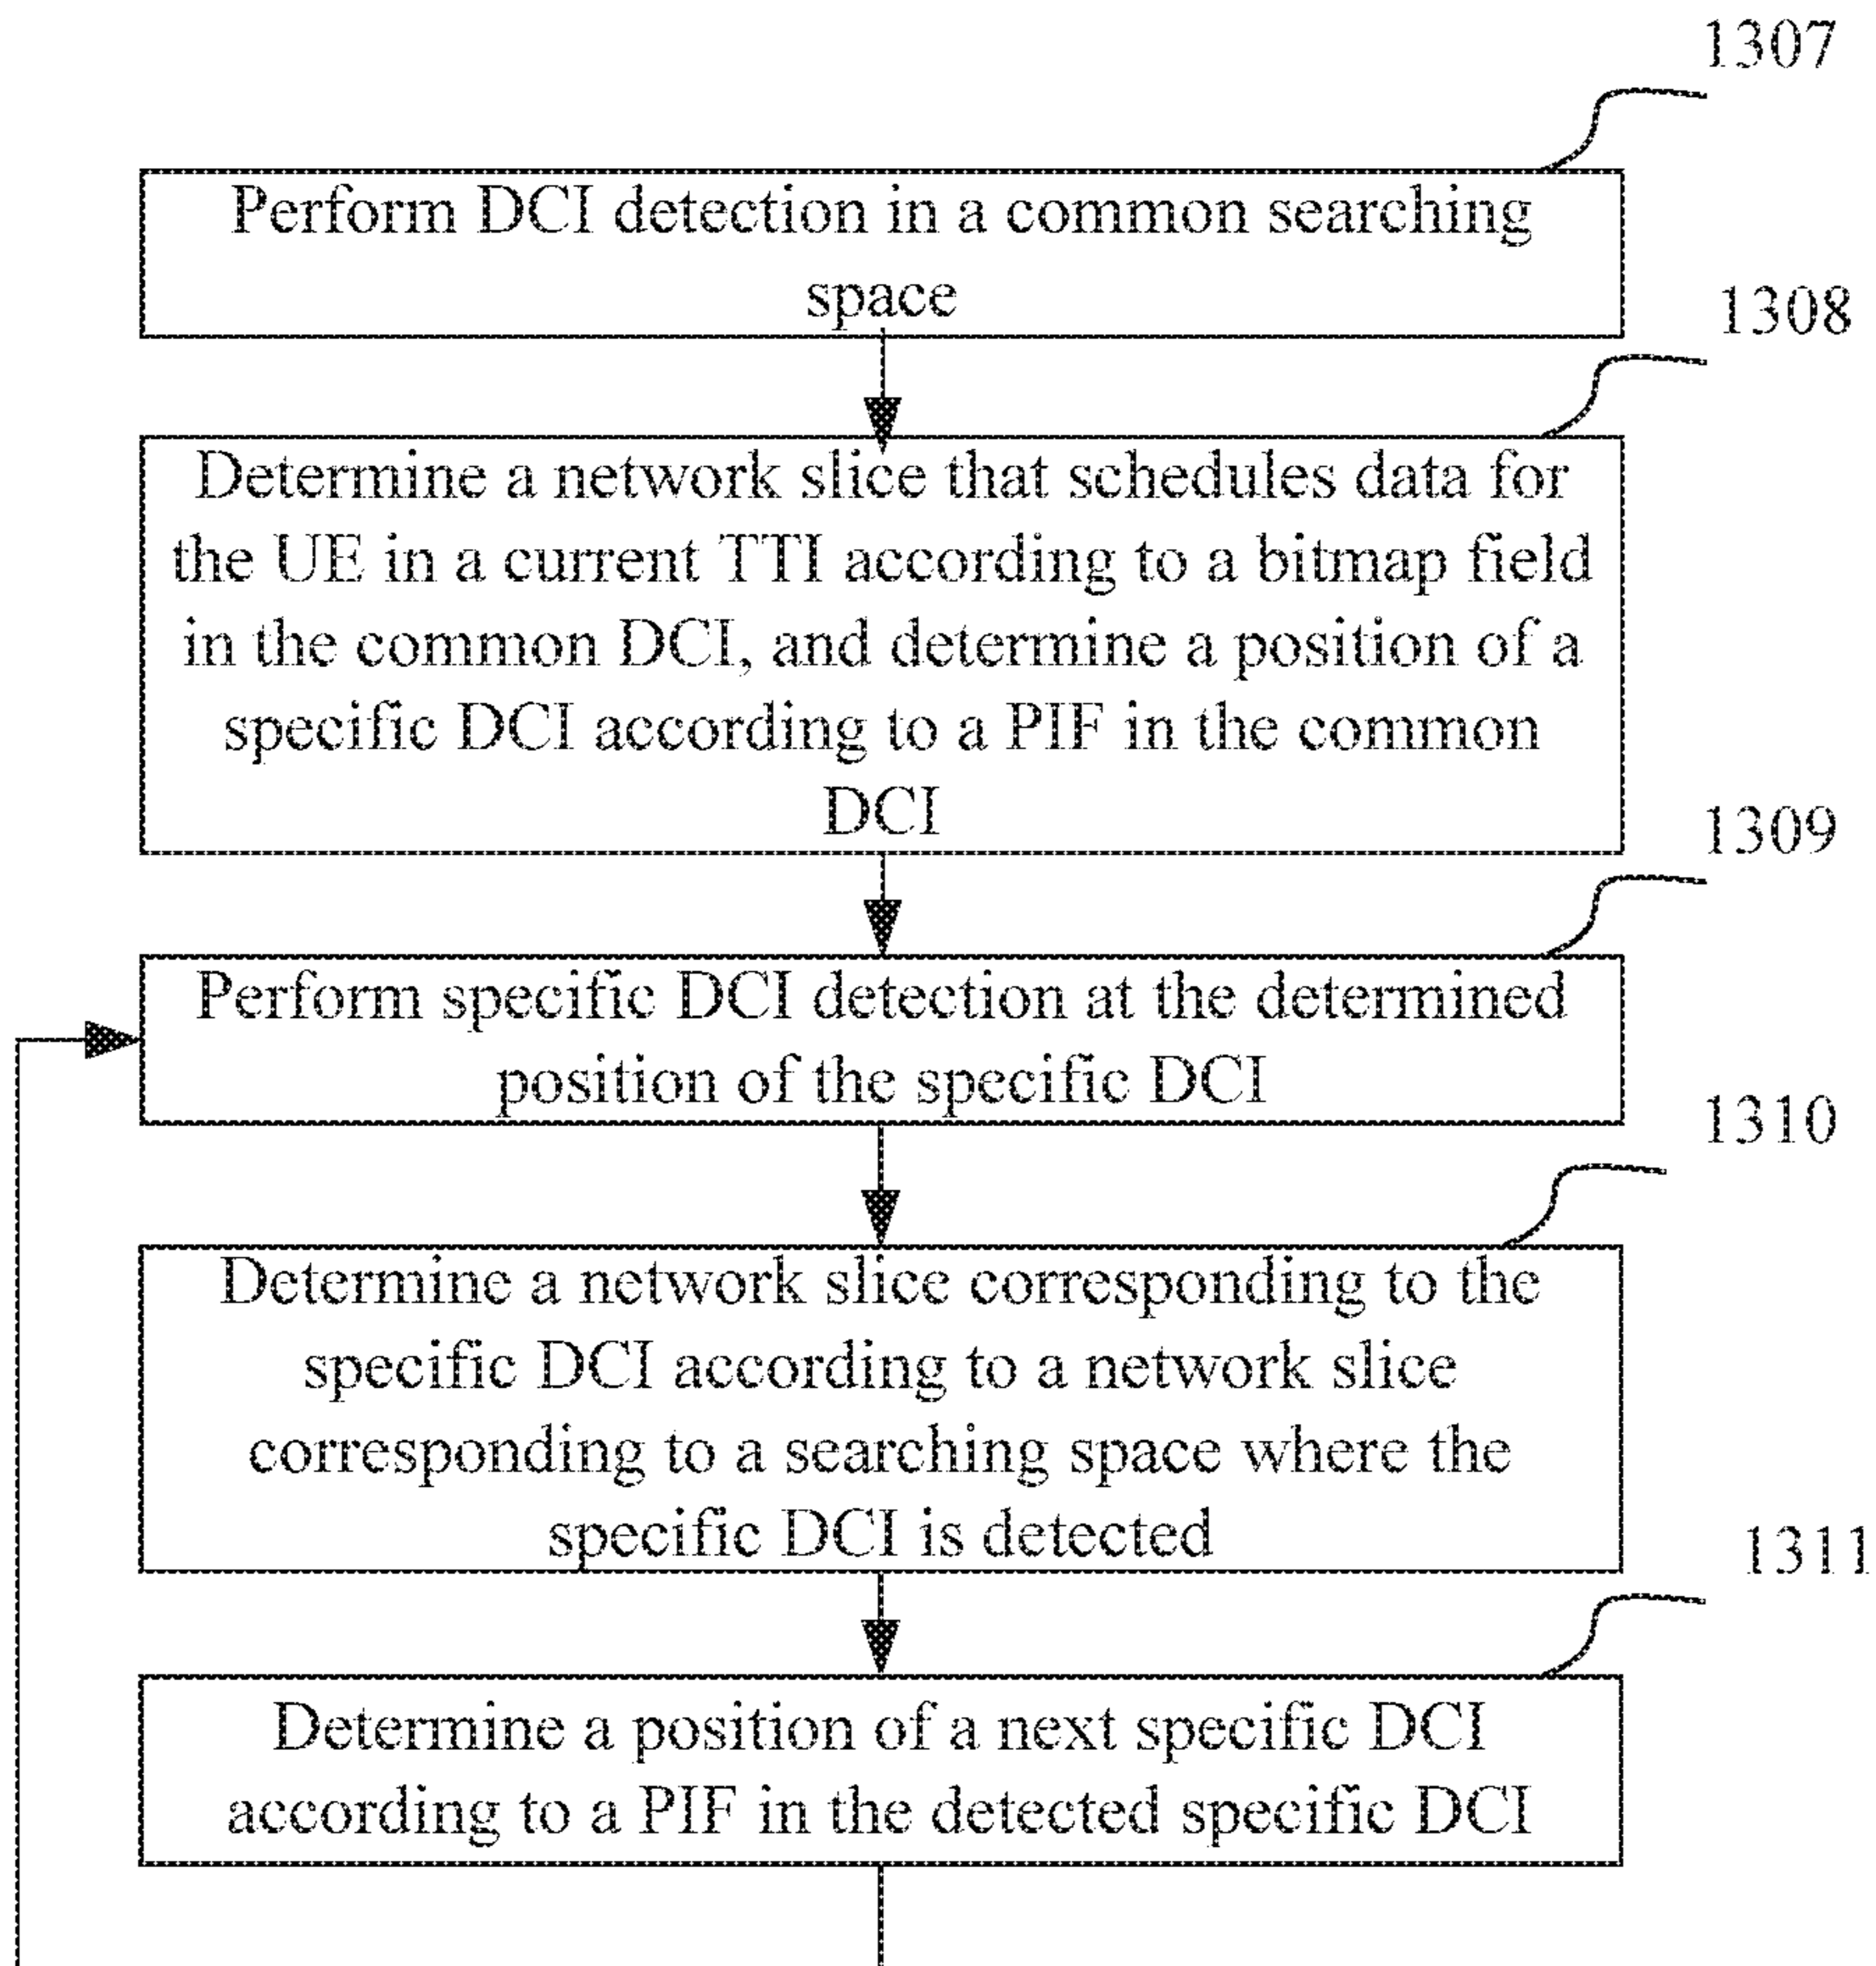 1307
Perform DCI detection in a common searching
space
1308
Determine a network slice that schedules data for
the UE in a current TTI according to a bitmap field
in the common DCI, and determine a position of a
specific DCI according to a PIF in the common
DCI
1309
Perform specific DCI detection at the determined
position of the specific DCI
1310
Determine a network slice corresponding to the
specific DCI according to a network slice
corresponding to a searching space where the
specific DCI is detected
1311
Determine a position of a next specific DCI
according to a PIF in the detected specific DCI